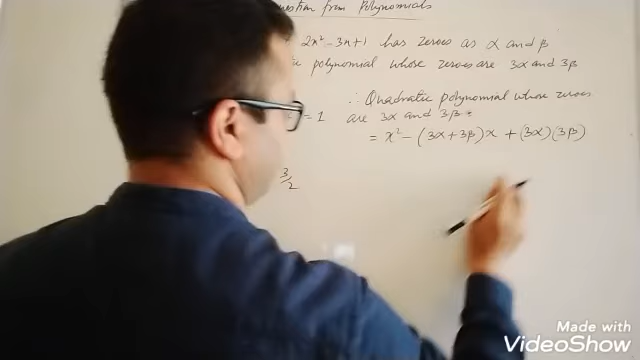 from Polynomials
2x² - 3x + 1 has zeroes as α and β
polynomial whose zeroes are 3α and 3β
∴ Quadratic polynomial whose zeroes
= 1 are 3α and 3β
= x² - (3α + 3β)x + (3α)(3β)
3/2
Made with
VideoShow